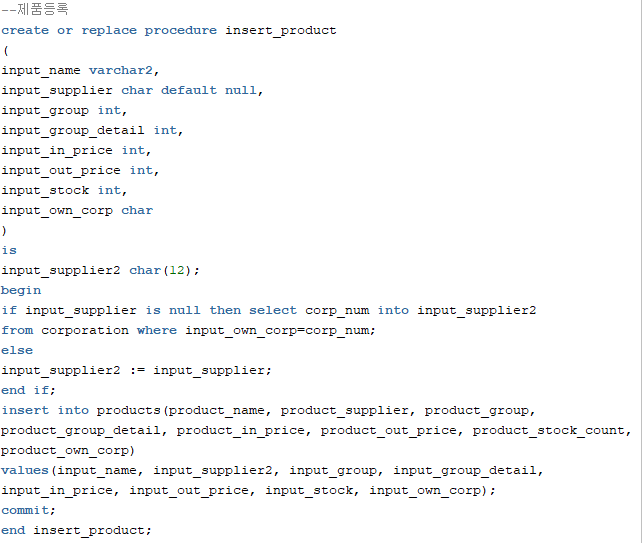 --제품등록
create or replace procedure insert_product
(
input_name varchar2,
input_supplier char default null,
input_group int,
input_group_detail int,
input_in_price int,
input_out_price int,
input_stock int,
input_own_corp char
)
is
input_supplier2 char(12);
begin
if input_supplier is null then select corp_num into input_supplier2
from corporation where input_own_corp=corp_num;
else
input_supplier2 := input_supplier;
end if;
insert into products(product_name, product_supplier, product_group,
product_group_detail, product_in_price, product_out_price, product_stock_count,
product_own_corp)
values(input_name, input_supplier2, input_group, input_group_detail,
input_in_price, input_out_price, input_stock, input_own_corp);
commit;
end insert_product;